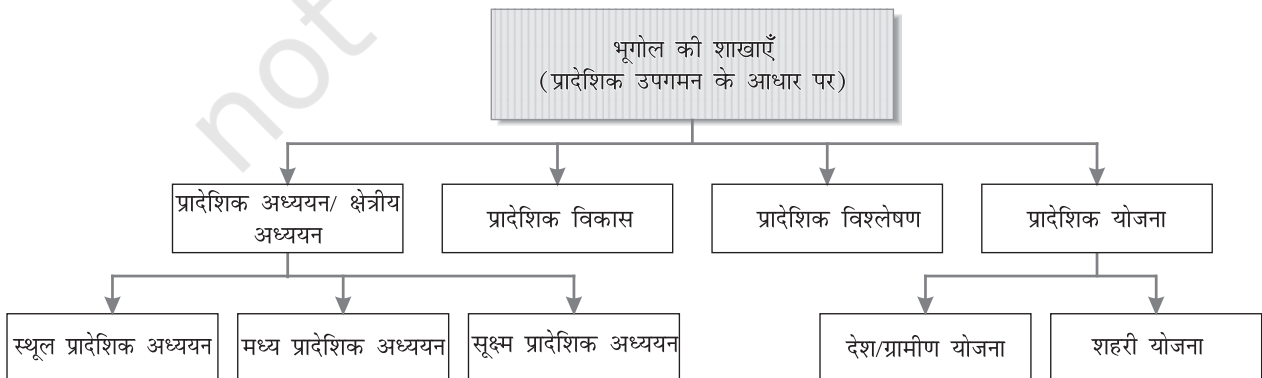 not
भूगोल की शाखाएँ
(प्रादेशिक उपगमन के आधार पर)
प्रादेशिक अध्ययन/ क्षेत्रीय
अध्ययन
प्रादेशिक विकास
प्रादेशिक विश्लेषण
प्रादेशिक योजना
स्थूल प्रादेशिक अध्ययन
मध्य प्रादेशिक अध्ययन
सूक्ष्म प्रादेशिक अध्ययन
देश/ग्रामीण योजना
शहरी योजना